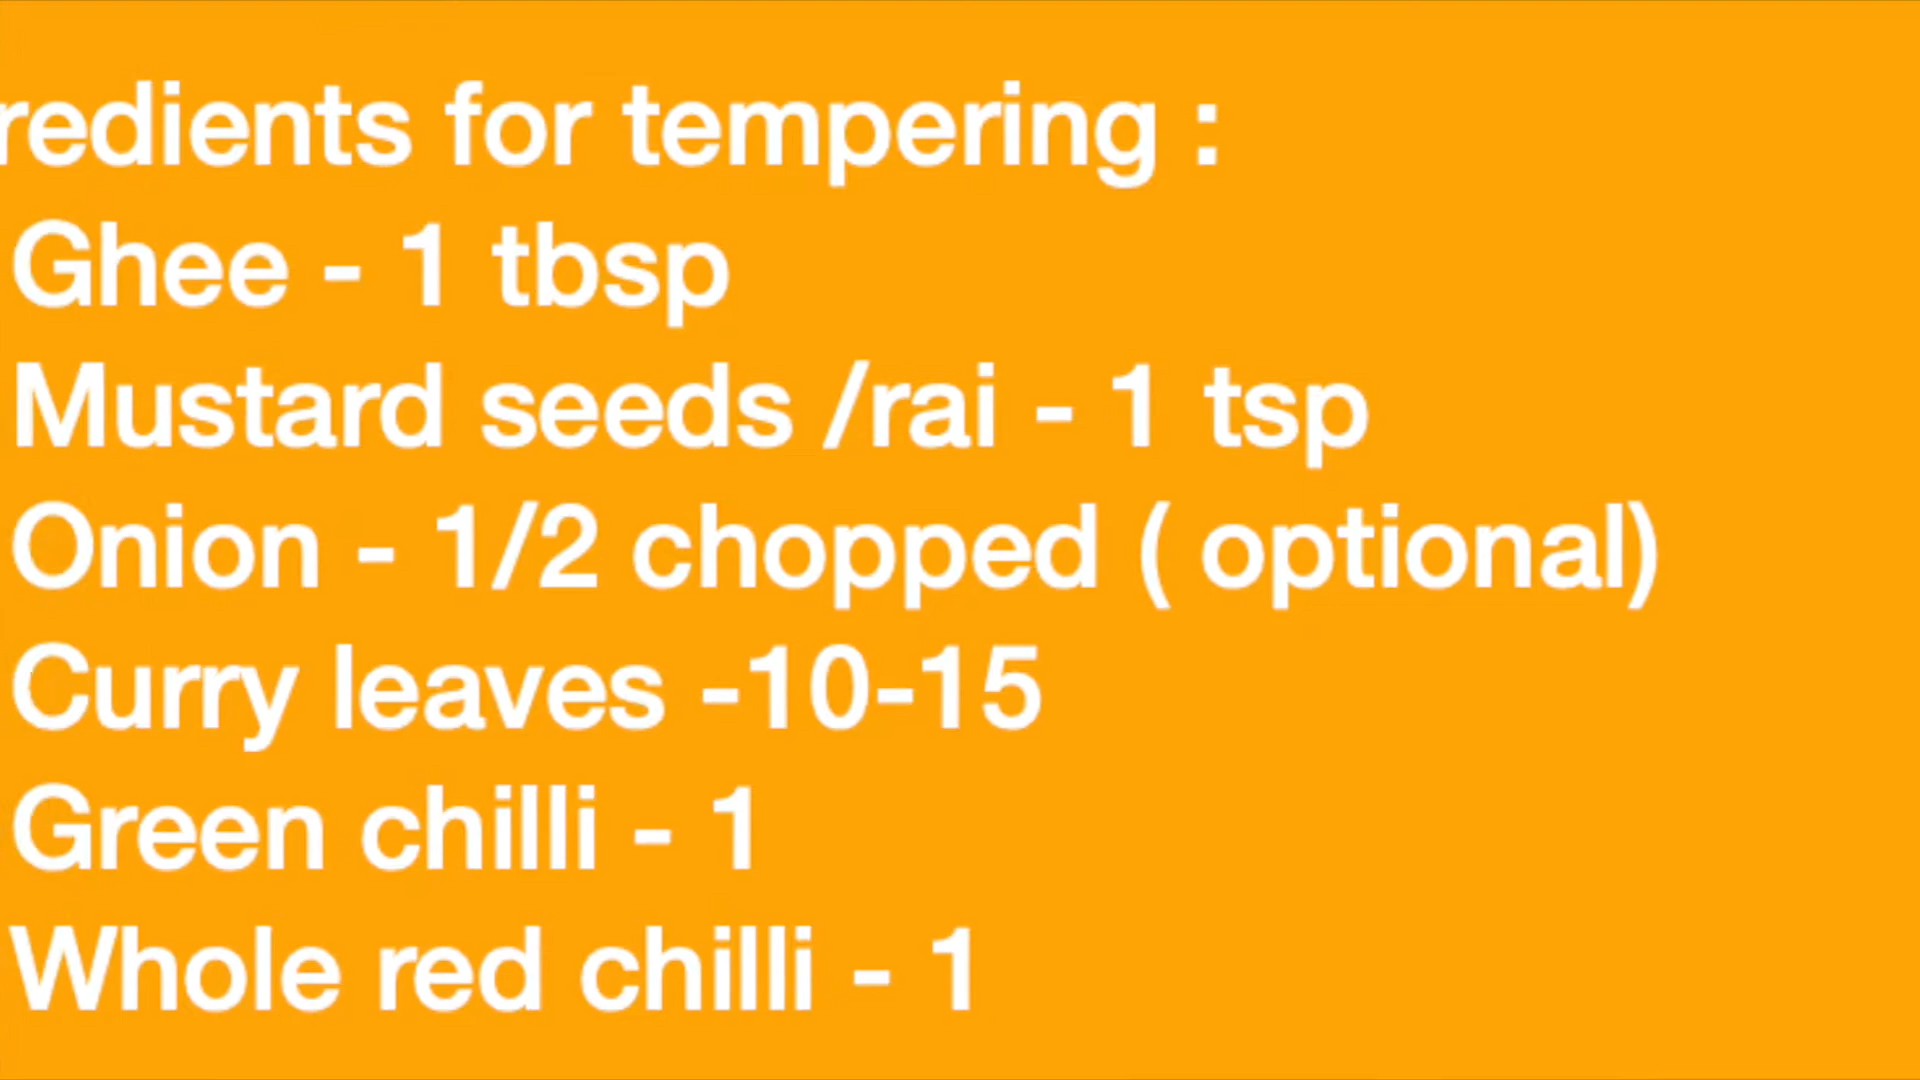 redients for tempering :
Ghee - 1 tbsp
Mustard seeds /rai - 1 tsp
Onion - 1/2 chopped ( optional)
Curry leaves -10-15
Green chilli - 1
Whole red chilli - 1